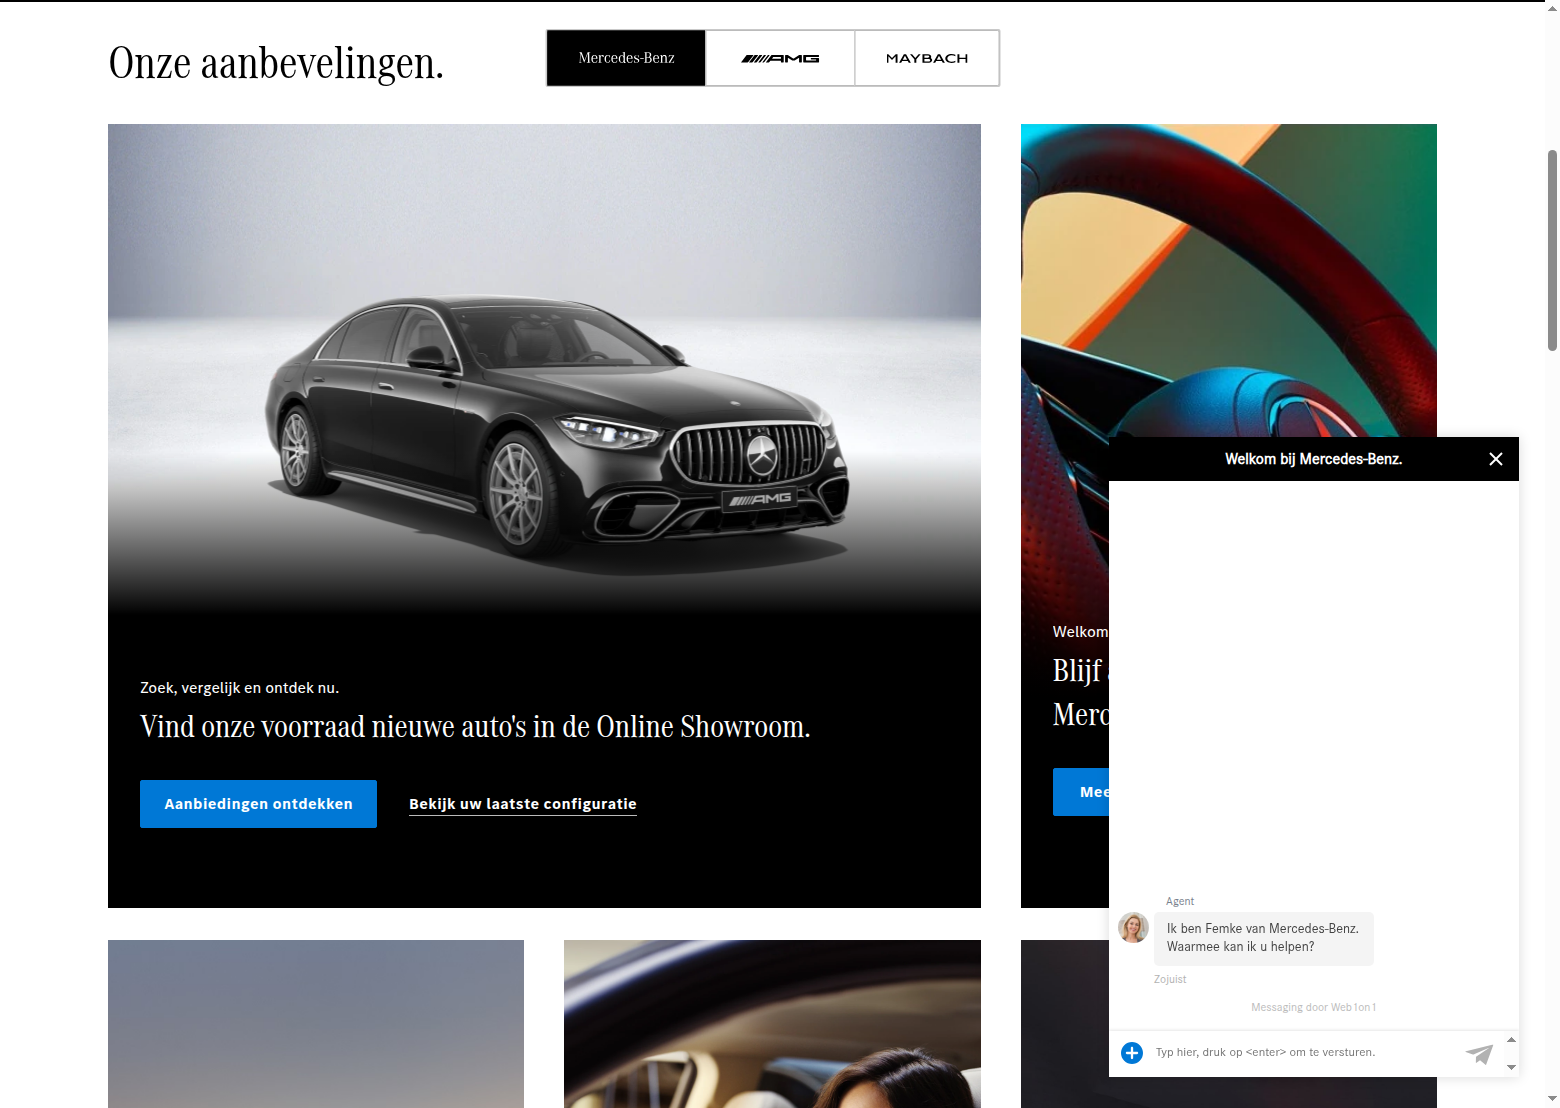 Onze aanbevelingen.
Mercedes-Benz
AMG
MAYBACH
AMG
Zoek, vergelijk en ontdek nu.
Vind onze voorraad nieuwe auto's in de Online Showroom.
Aanbiedingen ontdekken
Bekijk uw laatste configuratie
Welkom
Blijf
Merc
Mee
Welkom bij Mercedes-Benz.
Agent
Ik ben Femke van Mercedes-Benz.
Waarmee kan ik u helpen?
Zojuist
Messaging door Web1on1
Typ hier, druk op <enter> om te versturen.